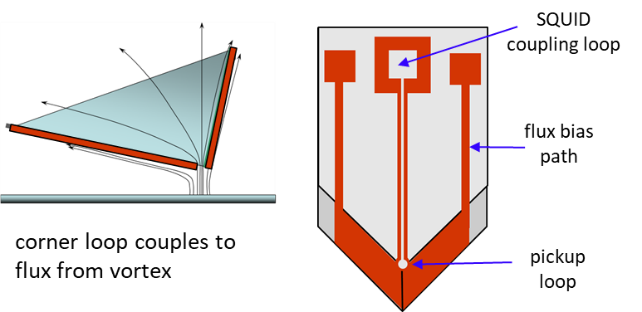 SQUID
coupling loop
flux bias
path
pickup
loop
corner loop couples to
flux from vortex